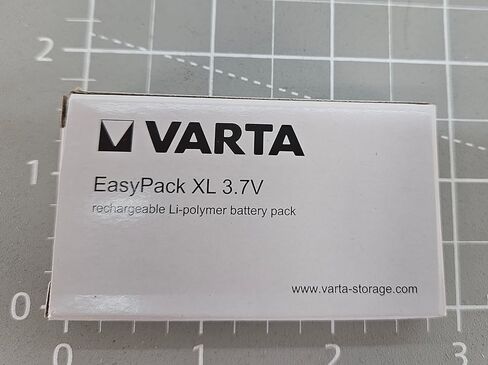 2
VARTA
1
EasyPack XL 3.7V
rechargeable Li-polymer battery pack
0
www.varta-storage.com
0
1
2
3